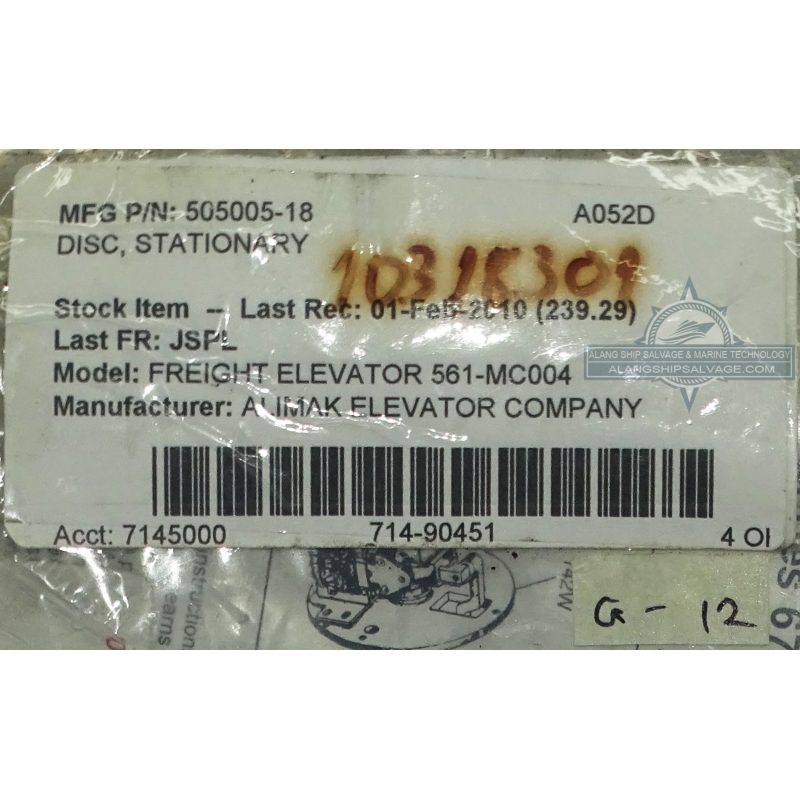 MFG P/N: 505005-18 A052D
DISC, STATIONARY
10318309
Stock Item -- Last Rec: 01-Feb-2010 (239.29)
Last FR: JSPL
Model: FREIGHT ELEVATOR 561-MC004
Manufacturer: ALIMAK ELEVATOR COMPANY
ALANG SHIP SALVAGE & MARINE TECHNOLOGY
ALANGSHIPSALVAGE.COM
Acct: 7145000 714-90451 4 OI
G - 12